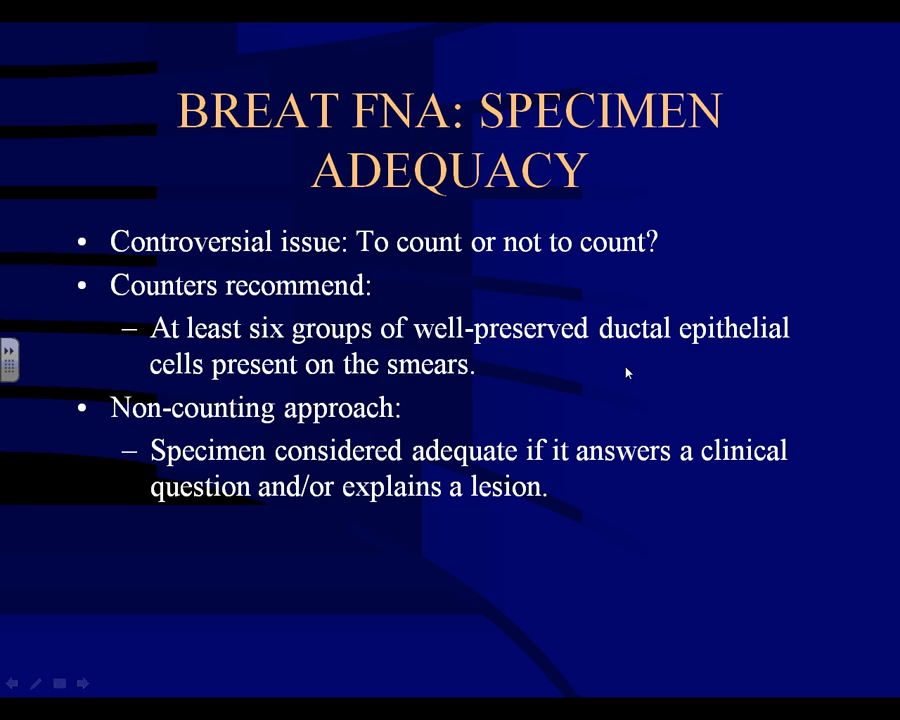 BREAT FNA: SPECIMEN
ADEQUACY
• Controversial issue: To count or not to count?
• Counters recommend:
– At least six groups of well-preserved ductal epithelial
cells present on the smears.
• Non-counting approach:
– Specimen considered adequate if it answers a clinical
question and/or explains a lesion.